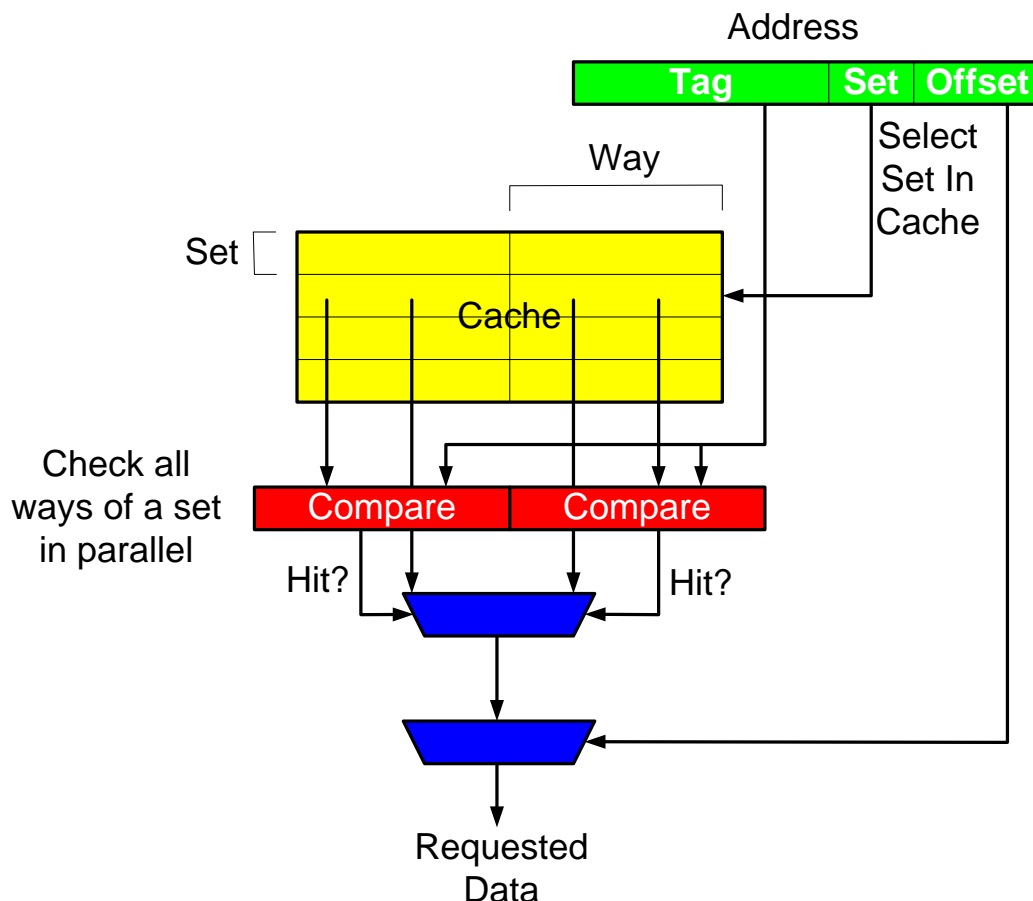 Address
Tag Set Offset
Select
Set In
Cache
Way
Set
Cache
Check all
ways of a set
in parallel
Compare Compare
Hit? Hit?
Requested
Data